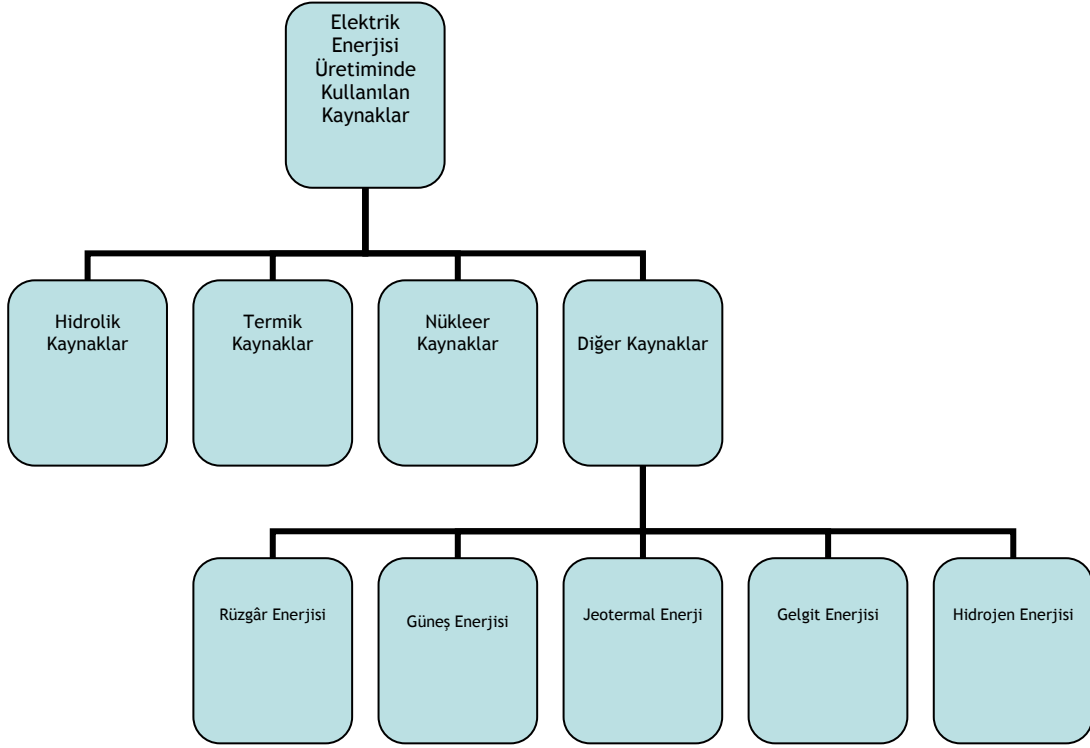 Elektrik
Enerjisi
Üretiminde
Kullanılan
Kaynaklar
Hidrolik
Kaynaklar
Termik
Kaynaklar
Nükleer
Kaynaklar
Diğer Kaynaklar
Rüzgâr Enerjisi
Güneş Enerjisi
Jeotermal Enerji
Gelgit Enerjisi
Hidrojen Enerjisi